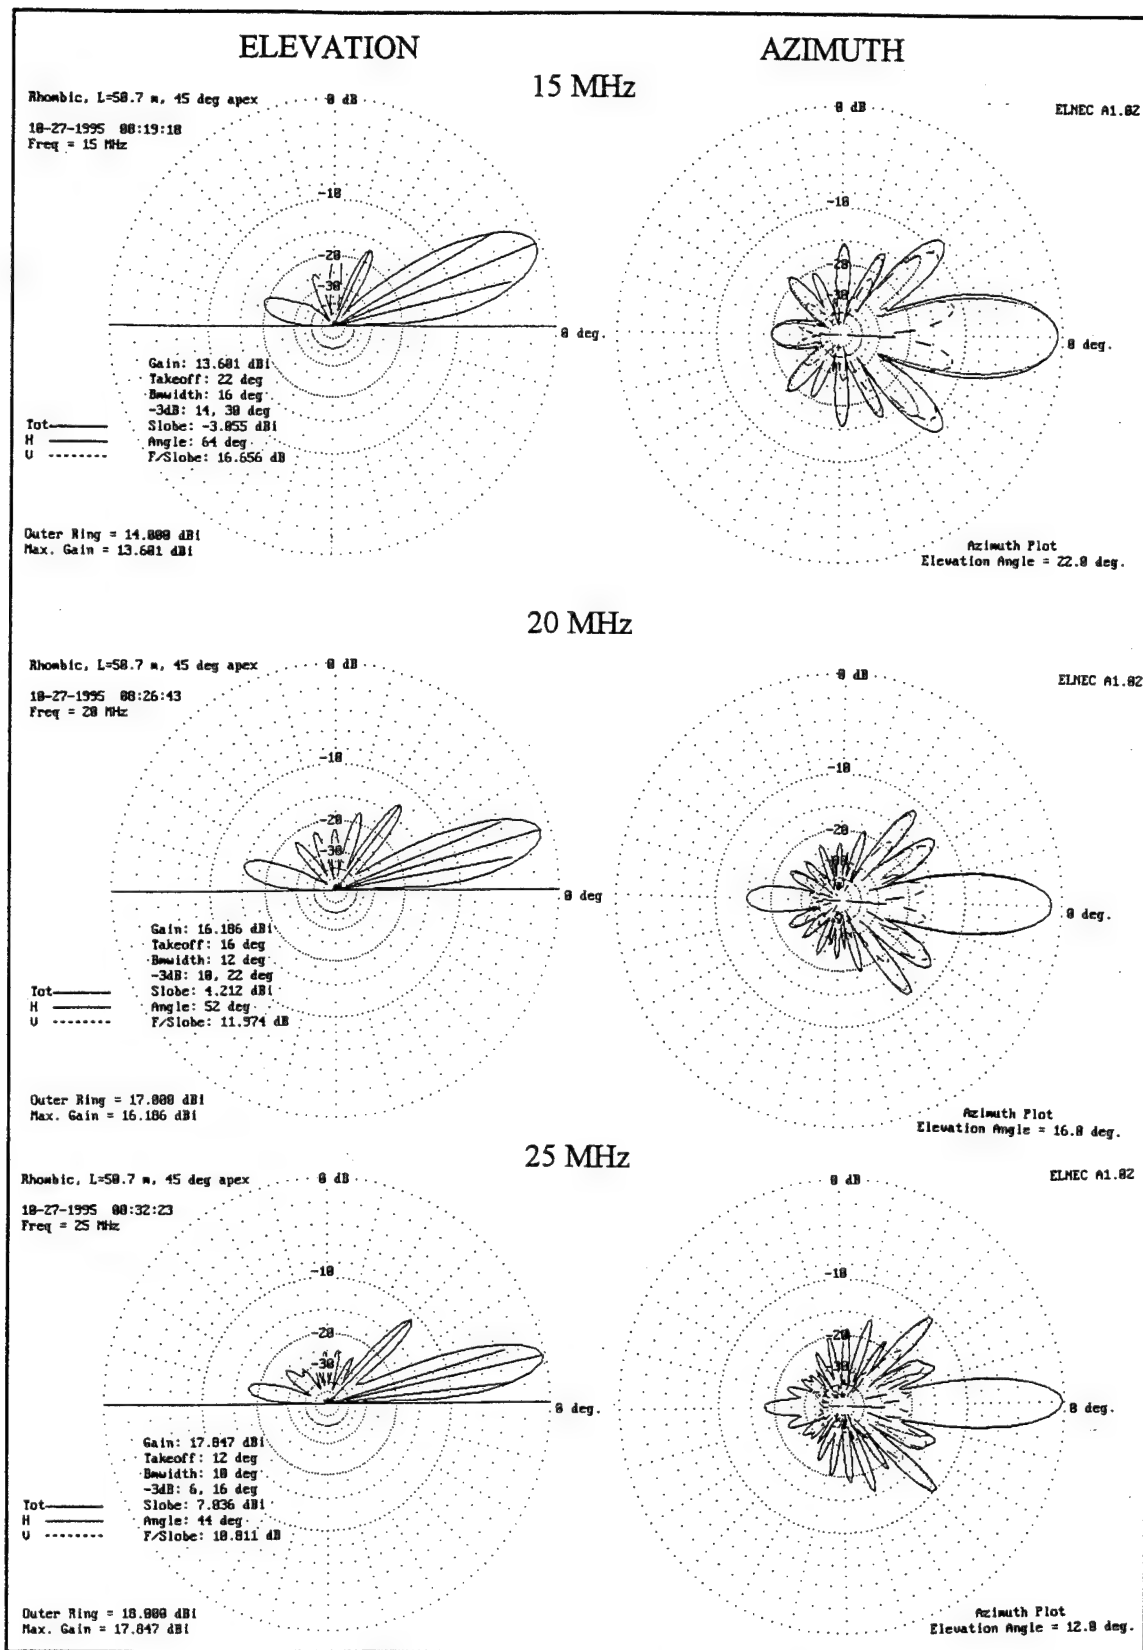 ELEVATION
AZIMUTH
15 MHz
Rhombic, L=50.7 m, 45 deg apex
0 dB
0 dB
ELNEC A1.02
10-27-1995 08:19:18
Freq = 15 MHz
-10
-10
-20
-20
-30
-30
0 deg.
0 deg.
Gain: 13.601 dBi
Takeoff: 22 deg
Bmwidth: 16 deg
-3dB: 14, 30 deg
Tot
Slobe: -3.055 dBi
H
Angle: 64 deg
V
F/Slobe: 16.656 dB
Outer Ring = 14.000 dBi
Max. Gain = 13.601 dBi
Azimuth Plot
Elevation Angle = 22.0 deg.
20 MHz
Rhombic, L=50.7 m, 45 deg apex
0 dB
0 dB
ELNEC A1.02
10-27-1995 08:26:43
Freq = 20 MHz
-10
-10
-20
-20
-30
0 deg
0 deg.
Gain: 16.186 dBi
Takeoff: 16 deg
Bmwidth: 12 deg
-3dB: 10, 22 deg
Tot
Slobe: 4.212 dBi
H
Angle: 52 deg
V
F/Slobe: 11.974 dB
Outer Ring = 17.000 dBi
Max. Gain = 16.186 dBi
Azimuth Plot
Elevation Angle = 16.0 deg.
25 MHz
Rhombic, L=50.7 m, 45 deg apex
0 dB
0 dB
ELNEC A1.02
10-27-1995 08:32:23
Freq = 25 MHz
-10
-10
-20
-20
-30
-30
0 deg.
0 deg.
Gain: 17.847 dBi
Takeoff: 12 deg
Bmwidth: 10 deg
-3dB: 6, 16 deg
Tot
Slobe: 7.036 dBi
H
Angle: 44 deg
V
F/Slobe: 10.811 dB
Outer Ring = 18.000 dBi
Max. Gain = 17.847 dBi
Azimuth Plot
Elevation Angle = 12.0 deg.